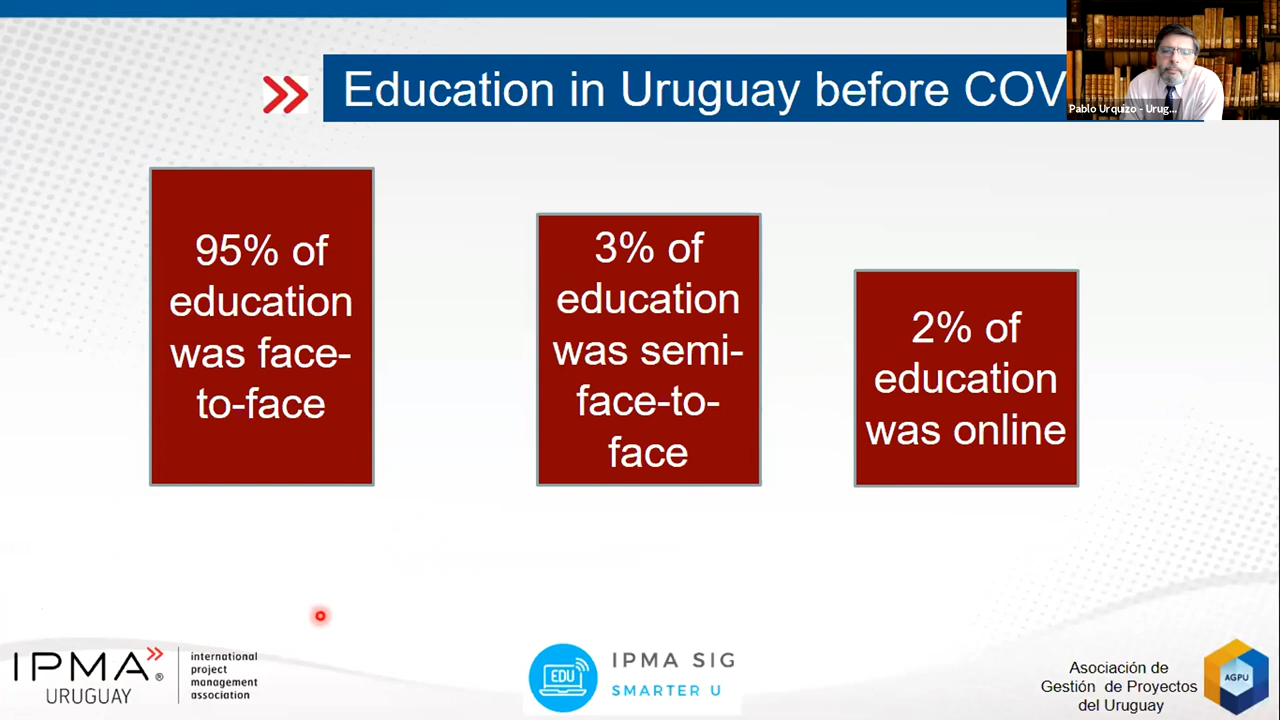 Education in Uruguay before COV
Pablo Urquizo - Urug...
95% of
education
was face-
to-face
3% of
education
was semi-
face-to-
face
2% of
education
was online
IPMA®
URUGUAY
international
project
management
association
EDU
IPMA SIG
SMARTER U
Asociación de
Gestión de Proyectos
del Uruguay
AGPU